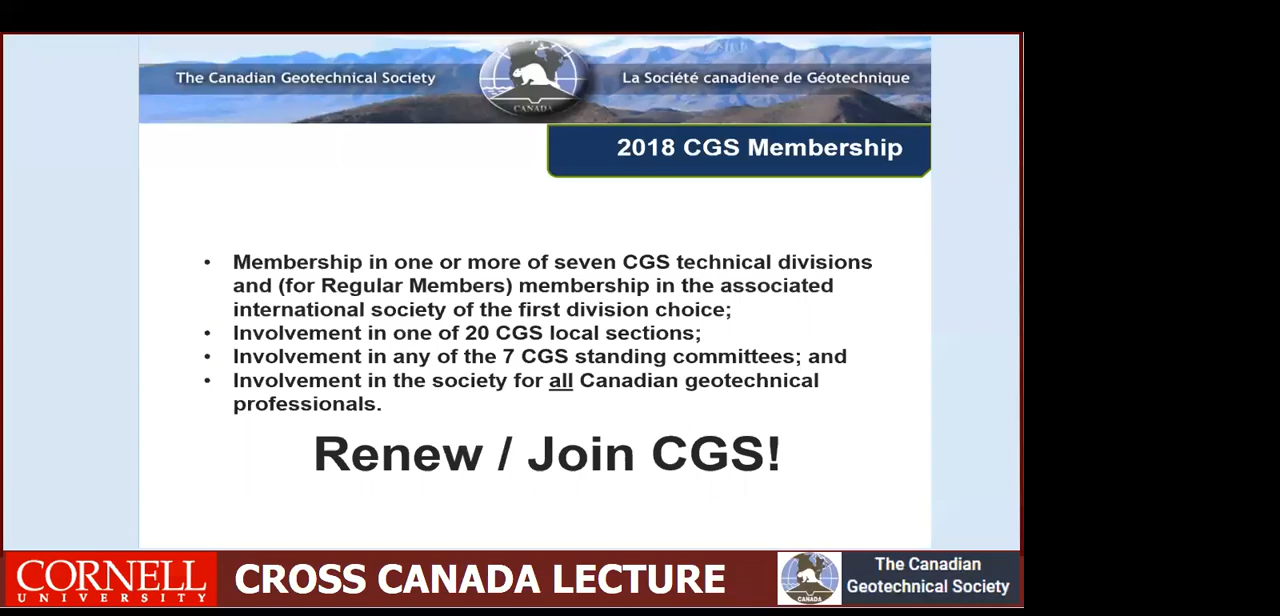 The Canadian Geotechnical Society
La Société canadiene de Géotechnique
CANADA
2018 CGS Membership
• Membership in one or more of seven CGS technical divisions
and (for Regular Members) membership in the associated
international society of the first division choice;
• Involvement in one of 20 CGS local sections;
• Involvement in any of the 7 CGS standing committees; and
• Involvement in the society for all Canadian geotechnical
professionals.
Renew / Join CGS!
CORNELL
UNIVERSITY
CROSS CANADA LECTURE
CANADA
The Canadian
Geotechnical Society